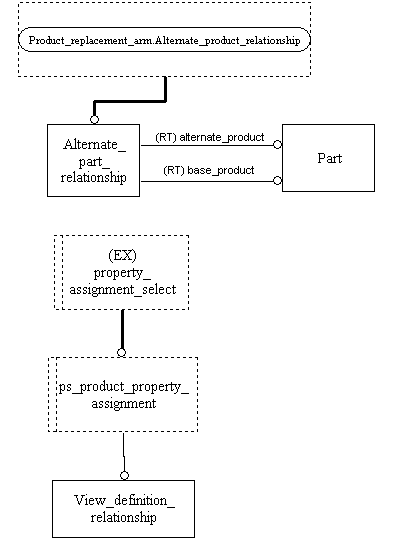 Product_replacement_arm.Alternate_product_relationship
Alternate_
part_
relationship
(RT) alternate_product
(RT) base_product
Part
(EX)
property_
assignment_select
ps_product_property_
assignment
View_definition_
relationship